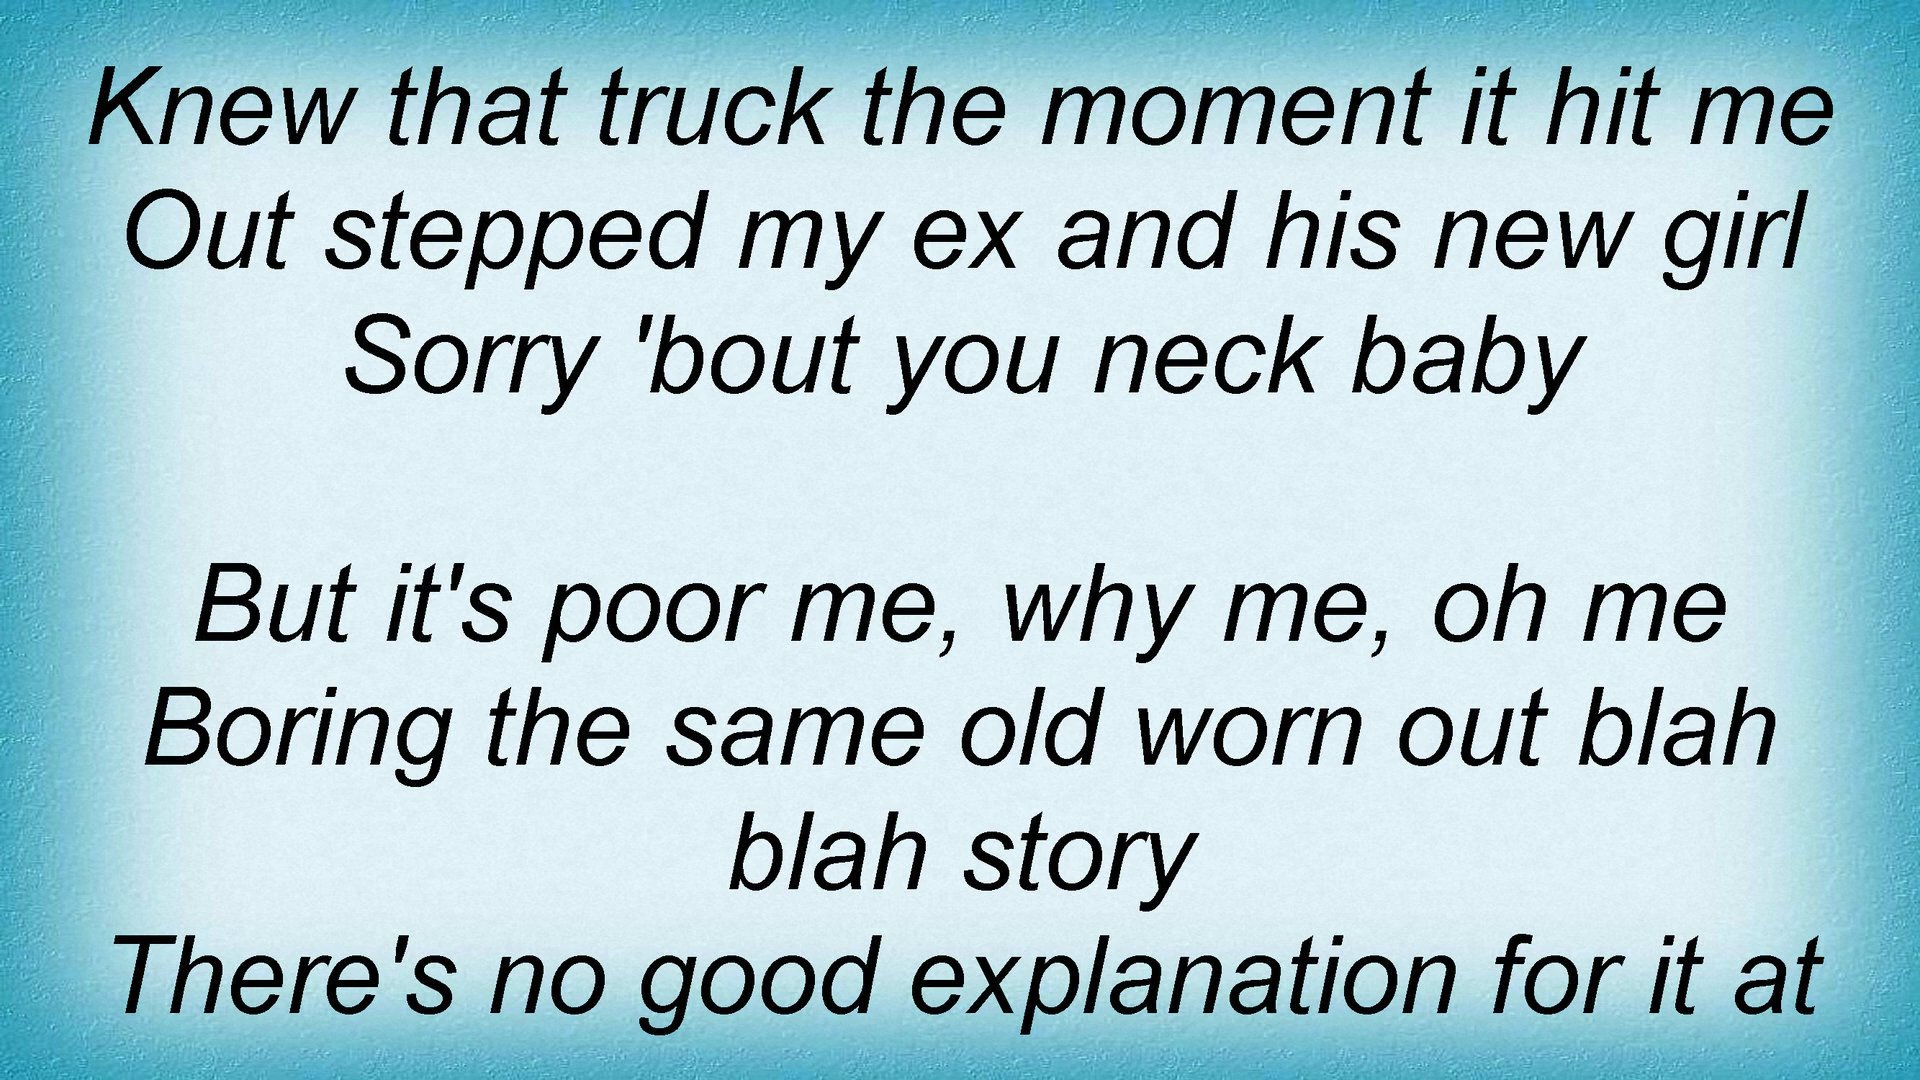 Knew that truck the moment it hit me
Out stepped my ex and his new girl
Sorry 'bout you neck baby
But it's poor me, why me, oh me
Boring the same old worn out blah
blah story
There's no good explanation for it at